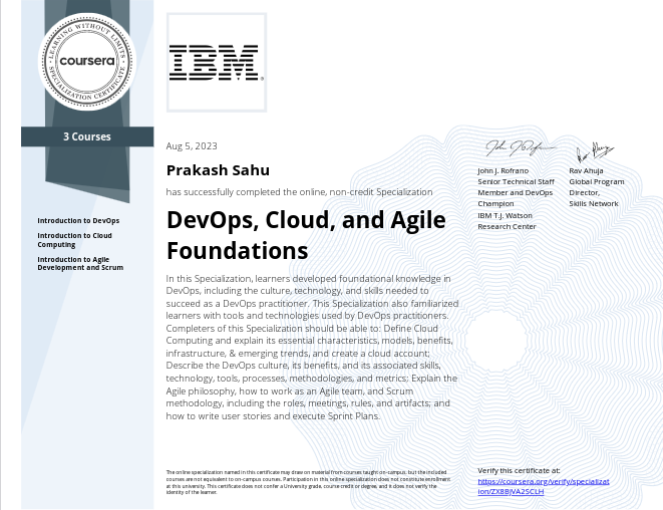 LEARNING WITHOUT LIMITS
coursera
SPECIALIZATION CERTIFICATE
IBM
3 Courses
Introduction to DevOps
Introduction to Cloud
Computing
Introduction to Agile
Development and Scrum
Aug 5, 2023
Prakash Sahu
has successfully completed the online, non-credit Specialization
DevOps, Cloud, and Agile
Foundations
In this Specialization, learners developed foundational knowledge in
DevOps, including the culture, technology, and skills needed to
succeed as a DevOps practitioner. This Specialization also familiarized
learners with tools and technologies used by DevOps practitioners.
Completers of this Specialization should be able to: Define Cloud
Computing and explain its essential characteristics, models, benefits,
infrastructure, & emerging trends, and create a cloud account;
Describe the DevOps culture, its benefits, and its associated skills,
technology, tools, processes, methodologies, and metrics; Explain the
Agile philosophy, how to work as an Agile team, and Scrum
methodology, including the roles, meetings, rules, and artifacts; and
how to write user stories and execute Sprint Plans.
John J. Rofrano
Senior Technical Staff
Member and DevOps
Champion
IBM T.J. Watson
Research Center
Rav Ahuja
Global Program
Director,
Skills Network
The online specialization named in this certificate may draw on material from courses taught on-campus, but the included
courses are not equivalent to on-campus courses. Participation in this online specialization does not constitute enrollment
at this university. This certificate does not confer a University grade, course credit or degree, and it does not verify the
identity of the learner.
Verify this certificate at:
https://coursera.org/verify/specializat